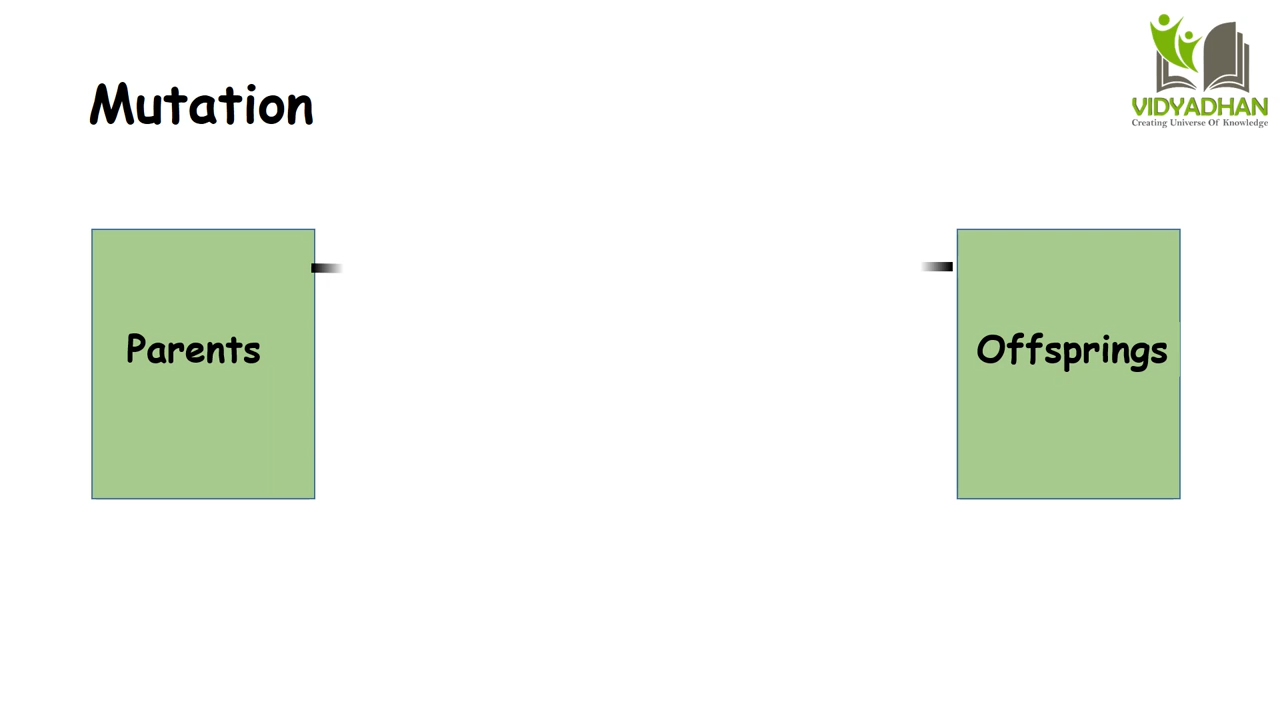 VIDYADHAN
Creating Universe Of Knowledge
Mutation
Parents
Offsprings